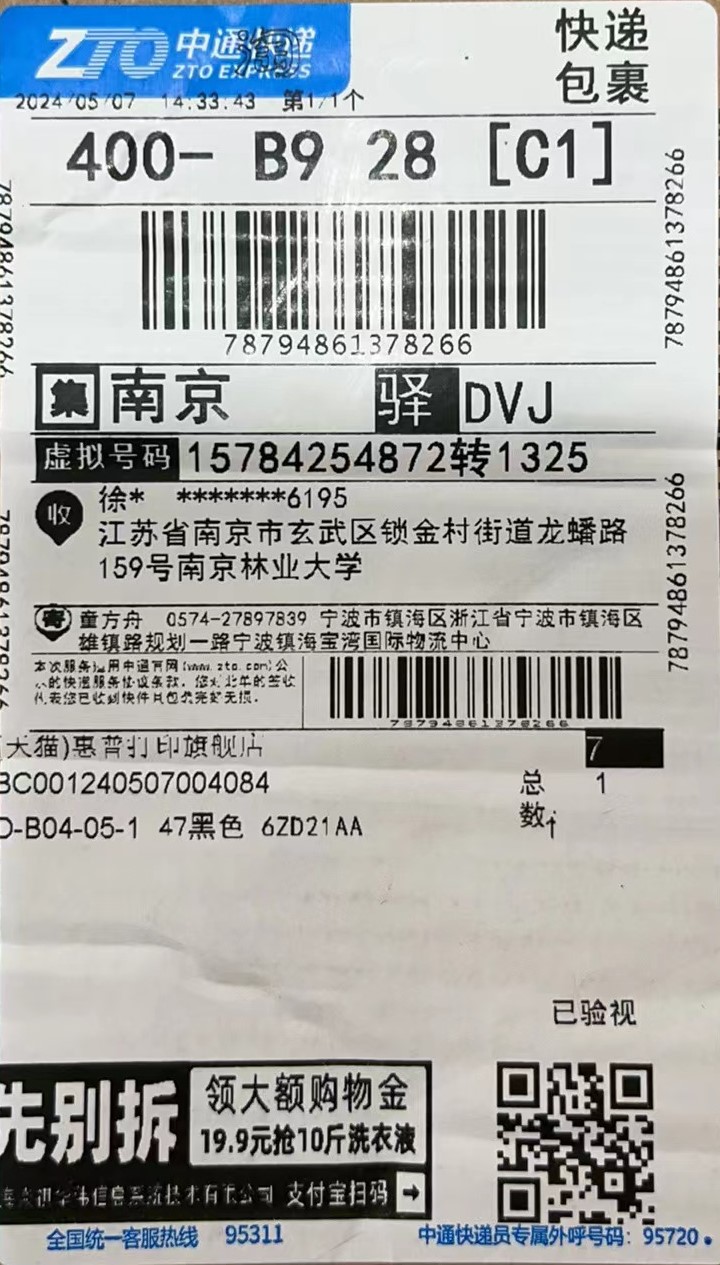 ZTO 中通快递
ZTO EXPRESS
快递
包裹
2024/05/07 14:33:43 第1/1个
400- B9 28 [C1]
78794861378266
78794861378266
78794861378266
集 南京 驿 DVJ
虚拟号码 15784254872转1325
收 徐* *******6195
江苏省南京市玄武区锁金村街道龙蟠路
159号南京林业大学
78794861378266
78794861378266
寄 童方舟 0574-27897839 宁波市镇海区浙江省宁波市镇海区
雄镇路规划一路宁波镇海宝湾国际物流中心
本次服务适用中通官网(www.zto.com)公
示的快递服务协议条款。您对此单的签收
代表您已收到快件且包装完好无损。
78794861378266
(天猫)惠普打印旗舰店 7
BC001240507004084 总 1
数
D-B04-05-1 47黑色 6ZD21AA
已验视
先别拆
领大额购物金
19.9元抢10斤洗衣液
信息系统技术有限公司 支付宝扫码 →
全国统一客服热线 95311
中通快递员专属外呼号码：95720.